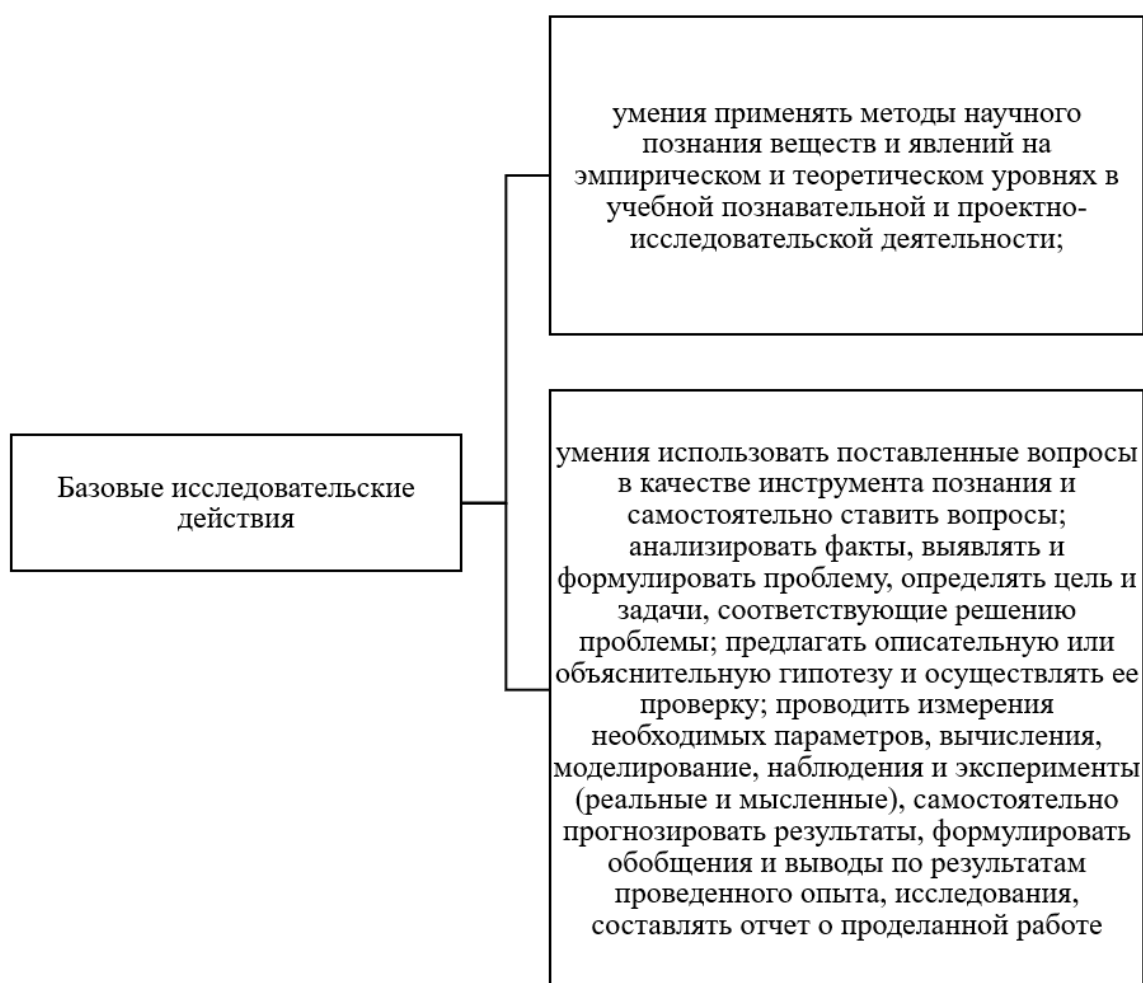 умения применять методы научного
познания веществ и явлений на
эмпирическом и теоретическом уровнях в
учебной познавательной и проектно-
исследовательской деятельности;
Базовые исследовательские
действия
умения использовать поставленные вопросы
в качестве инструмента познания и
самостоятельно ставить вопросы;
анализировать факты, выявлять и
формулировать проблему, определять цель и
задачи, соответствующие решению
проблемы; предлагать описательную или
объяснительную гипотезу и осуществлять ее
проверку; проводить измерения
необходимых параметров, вычисления,
моделирование, наблюдения и эксперименты
(реальные и мысленные), самостоятельно
прогнозировать результаты, формулировать
обобщения и выводы по результатам
проведенного опыта, исследования,
составлять отчет о проделанной работе